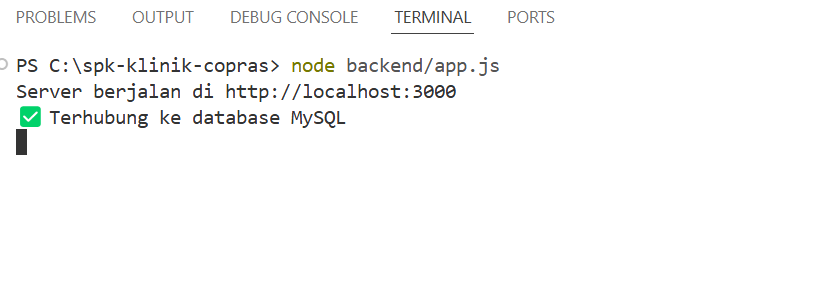 PROBLEMS OUTPUT DEBUG CONSOLE TERMINAL PORTS
PS C:\spk-klinik-copras> node backend/app.js
Server berjalan di http://localhost:3000
✅ Terhubung ke database MySQL